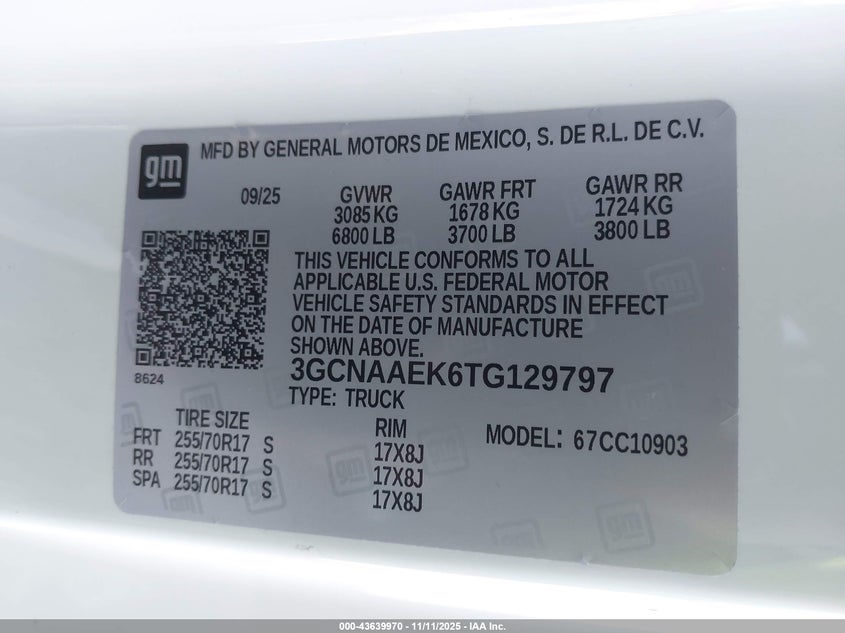 gm
MFD BY GENERAL MOTORS DE MEXICO, S. DE R.L. DE C.V.
09/25 GVWR GAWR FRT GAWR RR
3085 KG 1678 KG 1724 KG
6800 LB 3700 LB 3800 LB
THIS VEHICLE CONFORMS TO ALL
APPLICABLE U.S. FEDERAL MOTOR
VEHICLE SAFETY STANDARDS IN EFFECT
ON THE DATE OF MANUFACTURE
SHOWN ABOVE.
8624
3GCNAAEK6TG129797
TYPE: TRUCK
TIRE SIZE RIM MODEL: 67CC10903
FRT 255/70R17 S 17X8J
RR 255/70R17 S 17X8J
SPA 255/70R17 S 17X8J
000-43639970 - 11/11/2025 - IAA Inc.